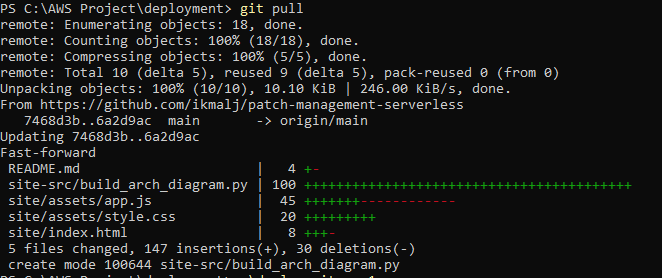 PS C:\AWS Project\deployment> git pull
remote: Enumerating objects: 18, done.
remote: Counting objects: 100% (18/18), done.
remote: Compressing objects: 100% (5/5), done.
remote: Total 10 (delta 5), reused 9 (delta 5), pack-reused 0 (from 0)
Unpacking objects: 100% (10/10), 10.10 KiB | 246.00 KiB/s, done.
From https://github.com/ikmalj/patch-management-serverless
   7468d3b..6a2d9ac  main       -> origin/main
Updating 7468d3b..6a2d9ac
Fast-forward
 README.md                      |   4 +-
 site-src/build_arch_diagram.py | 100 +++++++++++++++++++++++++++++++++++++++++
 site/assets/app.js             |  45 +++++++------------
 site/assets/style.css          |  20 +++++++++
 site/index.html                |   8 +++-
 5 files changed, 147 insertions(+), 30 deletions(-)
 create mode 100644 site-src/build_arch_diagram.py